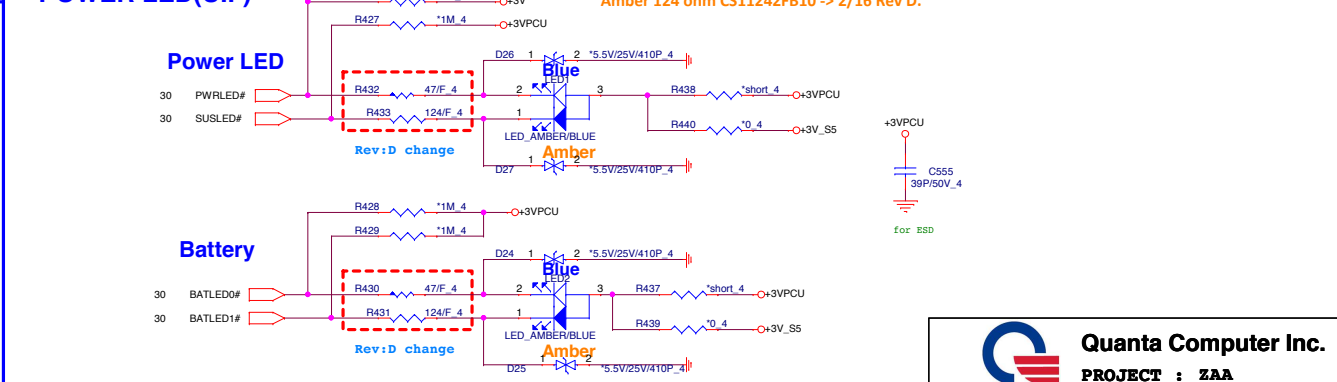 Amber 124 ohm CS11242FB10 -> 2/16 Rev D.
+3V
R427 *1M_4 +3VPCU
Power LED
D26 1 2 *5.5V/25V/410P_4
Blue
LED1
30 PWRLED# R432 47/F_4 2 3 R438 *short_4 +3VPCU
30 SUSLED# R433 124/F_4 1 R440 *0_4 +3V_S5
LED_AMBER/BLUE
Rev:D change
Amber
D27 1 2 *5.5V/25V/410P_4
+3VPCU
C555
39P/50V_4
for ESD
R428 *1M_4 +3VPCU
R429 *1M_4
Battery
D24 1 2 *5.5V/25V/410P_4
Blue
LED2
30 BATLED0# R430 47/F_4 2 3 R437 *short_4 +3VPCU
30 BATLED1# R431 124/F_4 1 R439 *0_4 +3V_S5
LED_AMBER/BLUE
Rev:D change
Amber
D25 1 2 *5.5V/25V/410P_4
Quanta Computer Inc.
PROJECT : ZAA